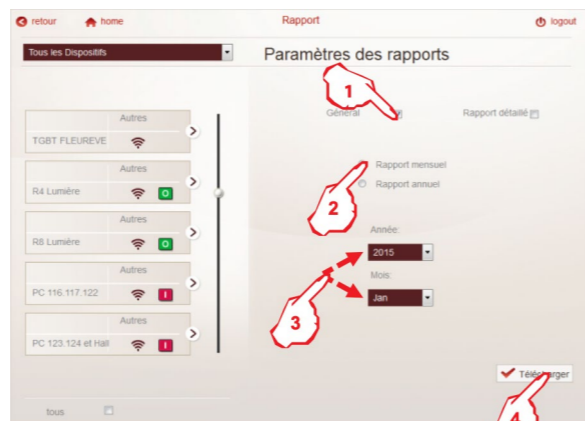 retour
home
Rapport
logout
Tous les Dispositifs
Paramètres des rapports
Autres
TGBT FLEUREVE
Autres
R4 Lumière
O
Autres
R8 Lumière
O
Autres
PC 116.117.122
I
Autres
PC 123.124 et Hall
I
tous
1
Général
Rapport détaillé
Rapport mensuel
Rapport annuel
2
Année:
2015
Mois:
Jan
3
Télécharger
4